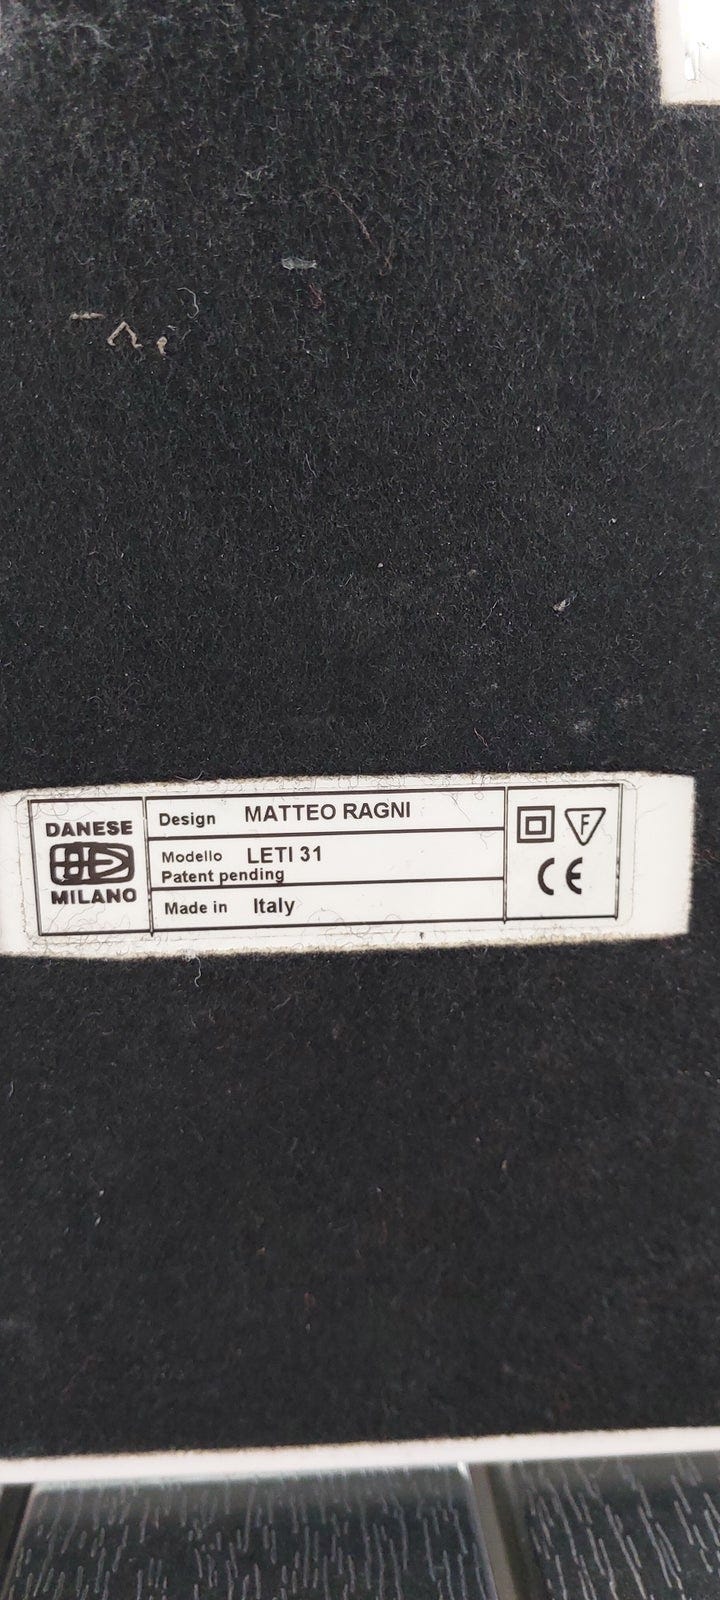 DANESE
MILANO
Design MATTEO RAGNI
Modello LETI 31
Patent pending
Made in Italy
F
CE